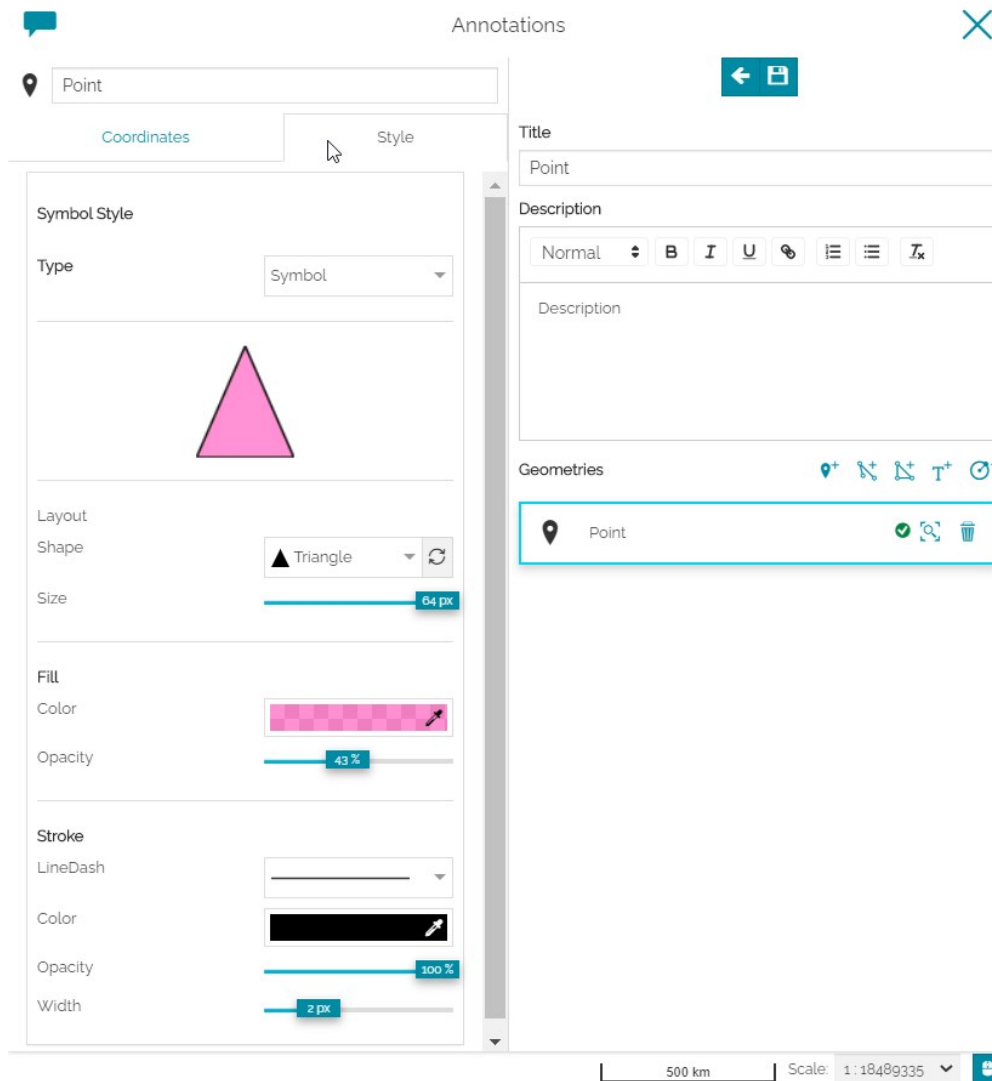 Annotations
Point
Coordinates
Style
Symbol Style
Type
Symbol
Layout
Shape
Triangle
Size
64 px
Fill
Color
Opacity
43 %
Stroke
LineDash
Color
Opacity
100 %
Width
2 px
Title
Point
Description
Normal B I U Tx
Description
Geometries
T+
Point
500 km
Scale: 1 : 18489335